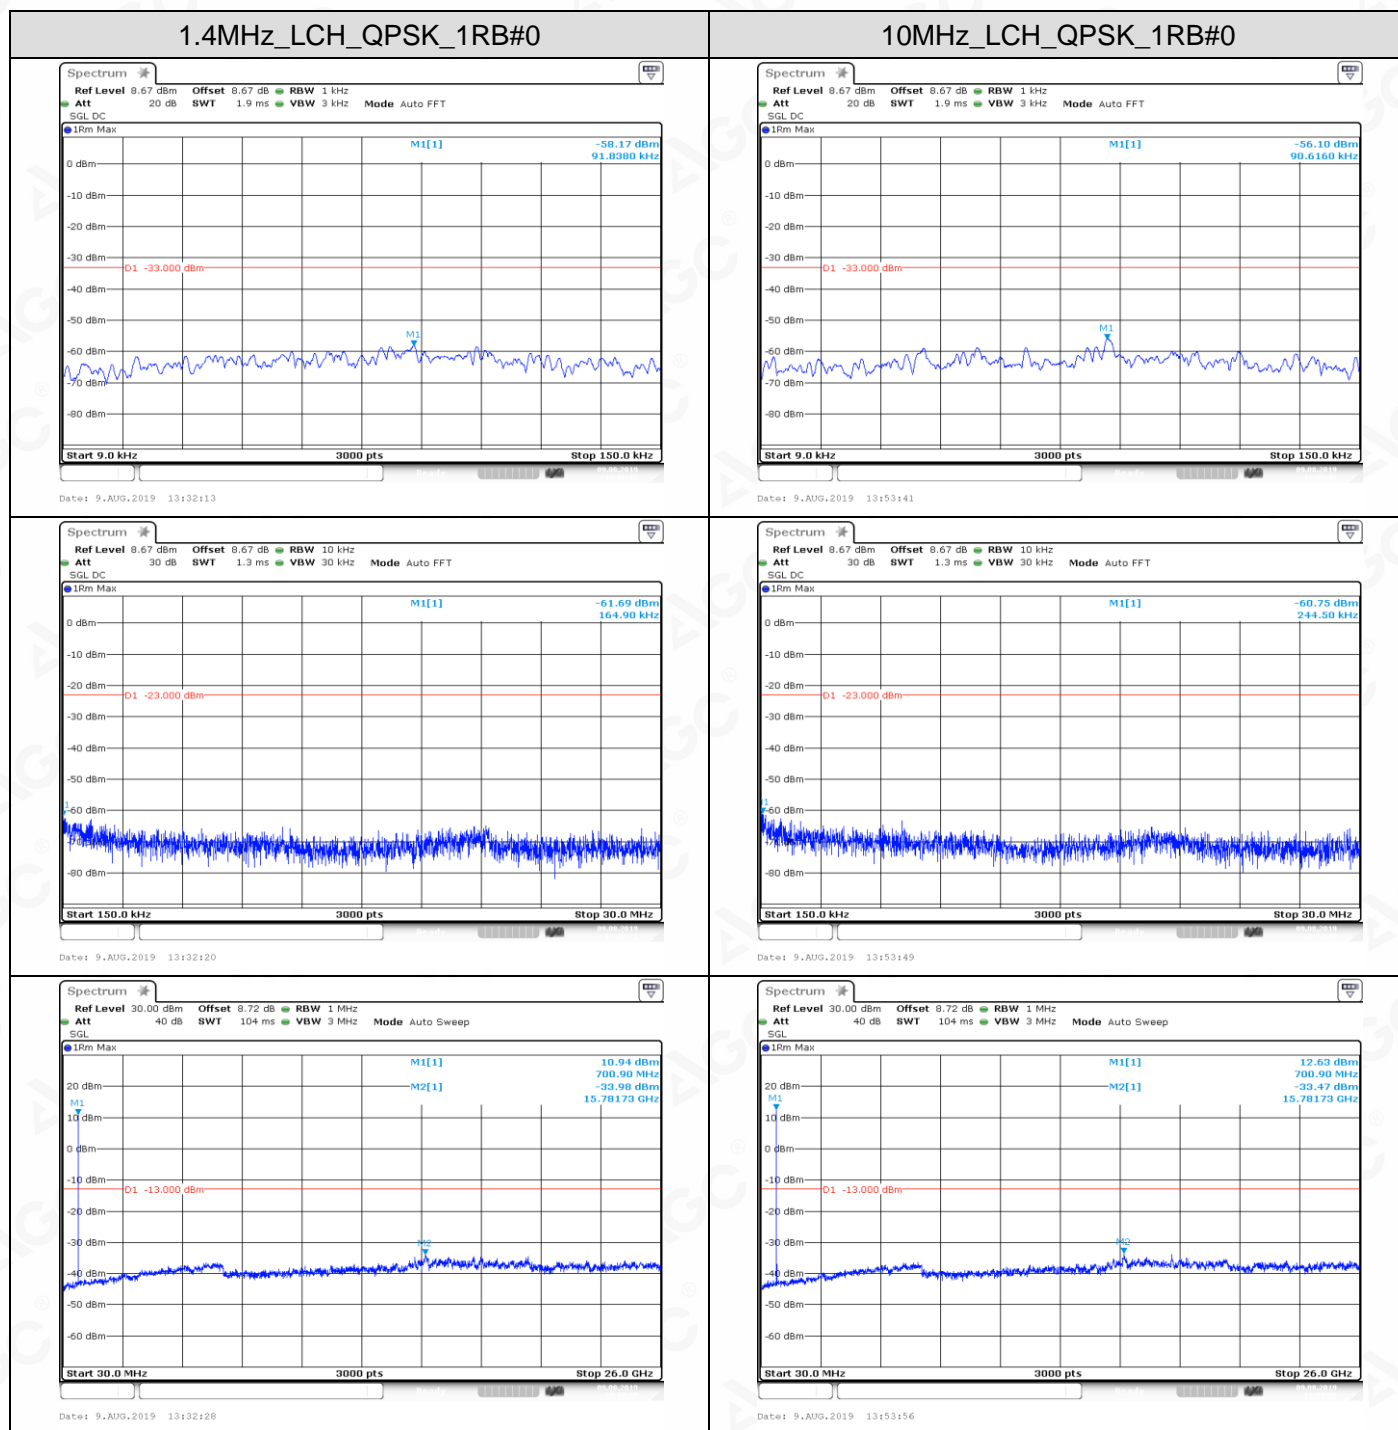 1.4MHz_LCH_QPSK_1RB#0
10MHz_LCH_QPSK_1RB#0
Spectrum
Ref Level 8.67 dBm Offset 8.67 dB RBW 1 kHz
Att 20 dB SWT 1.9 ms VBW 3 kHz Mode Auto FFT
SGL DC
1Rm Max
M1[1] -58.17 dBm
91.8380 kHz
0 dBm
-10 dBm
-20 dBm
-30 dBm
D1 -33.000 dBm
-40 dBm
-50 dBm
M1
-60 dBm
-70 dBm
-80 dBm
Start 9.0 kHz 3000 pts Stop 150.0 kHz
Date: 9.AUG.2019 13:32:13
Spectrum
Ref Level 8.67 dBm Offset 8.67 dB RBW 1 kHz
Att 20 dB SWT 1.9 ms VBW 3 kHz Mode Auto FFT
SGL DC
1Rm Max
M1[1] -56.10 dBm
90.6160 kHz
0 dBm
-10 dBm
-20 dBm
-30 dBm
D1 -33.000 dBm
-40 dBm
-50 dBm
M1
-60 dBm
-70 dBm
-80 dBm
Start 9.0 kHz 3000 pts Stop 150.0 kHz
Date: 9.AUG.2019 13:53:41
Spectrum
Ref Level 8.67 dBm Offset 8.67 dB RBW 10 kHz
Att 30 dB SWT 1.3 ms VBW 30 kHz Mode Auto FFT
SGL DC
1Rm Max
M1[1] -61.69 dBm
164.90 kHz
0 dBm
-10 dBm
-20 dBm
D1 -23.000 dBm
-30 dBm
-40 dBm
-50 dBm
-60 dBm
-80 dBm
Start 150.0 kHz 3000 pts Stop 30.0 MHz
Date: 9.AUG.2019 13:32:20
Spectrum
Ref Level 8.67 dBm Offset 8.67 dB RBW 10 kHz
Att 30 dB SWT 1.3 ms VBW 30 kHz Mode Auto FFT
SGL DC
1Rm Max
M1[1] -60.75 dBm
244.50 kHz
0 dBm
-10 dBm
-20 dBm
D1 -23.000 dBm
-30 dBm
-40 dBm
-50 dBm
-60 dBm
-80 dBm
Start 150.0 kHz 3000 pts Stop 30.0 MHz
Date: 9.AUG.2019 13:53:49
Spectrum
Ref Level 30.00 dBm Offset 8.72 dB RBW 1 MHz
Att 40 dB SWT 104 ms VBW 3 MHz Mode Auto Sweep
SGL
1Rm Max
M1[1] 10.94 dBm
700.90 MHz
20 dBm M2[1] -33.98 dBm
15.78173 GHz
M1
10 dBm
0 dBm
-10 dBm
D1 -13.000 dBm
-20 dBm
-30 dBm
M2
-40 dBm
-50 dBm
-60 dBm
Start 30.0 MHz 3000 pts Stop 26.0 GHz
Date: 9.AUG.2019 13:32:28
Spectrum
Ref Level 30.00 dBm Offset 8.72 dB RBW 1 MHz
Att 40 dB SWT 104 ms VBW 3 MHz Mode Auto Sweep
SGL
1Rm Max
M1[1] 12.63 dBm
700.90 MHz
20 dBm M2[1] -33.47 dBm
15.78173 GHz
M1
10 dBm
0 dBm
-10 dBm
D1 -13.000 dBm
-20 dBm
-30 dBm
M2
-40 dBm
-50 dBm
-60 dBm
Start 30.0 MHz 3000 pts Stop 26.0 GHz
Date: 9.AUG.2019 13:53:56